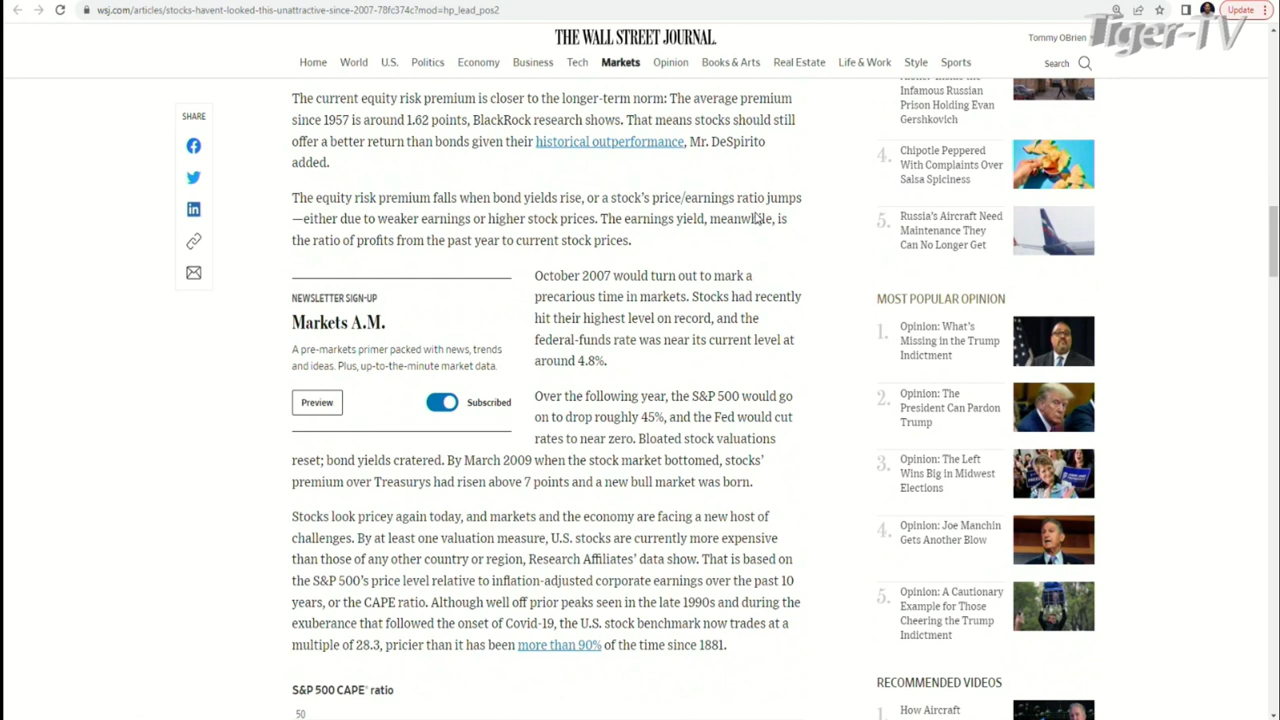 wsj.com/articles/stocks-havent-looked-this-unattractive-since-2007-78fc374c?mod=hp_lead_pos2
Update
Tiger-TV
THE WALL STREET JOURNAL.
Tommy OBrien
Home World U.S. Politics Economy Business Tech Markets Opinion Books & Arts Real Estate Life & Work Style Sports
Search
SHARE
The current equity risk premium is closer to the longer-term norm: The average premium
since 1957 is around 1.62 points, BlackRock research shows. That means stocks should still
offer a better return than bonds given their historical outperformance, Mr. DeSpirito
added.
The equity risk premium falls when bond yields rise, or a stock's price/earnings ratio jumps
—either due to weaker earnings or higher stock prices. The earnings yield, meanwhile, is
the ratio of profits from the past year to current stock prices.
NEWSLETTER SIGN-UP
Markets A.M.
A pre-markets primer packed with news, trends
and ideas. Plus, up-to-the-minute market data.
Preview
Subscribed
October 2007 would turn out to mark a
precarious time in markets. Stocks had recently
hit their highest level on record, and the
federal-funds rate was near its current level at
around 4.8%.
Over the following year, the S&P 500 would go
on to drop roughly 45%, and the Fed would cut
rates to near zero. Bloated stock valuations
reset; bond yields cratered. By March 2009 when the stock market bottomed, stocks'
premium over Treasurys had risen above 7 points and a new bull market was born.
Stocks look pricey again today, and markets and the economy are facing a new host of
challenges. By at least one valuation measure, U.S. stocks are currently more expensive
than those of any other country or region, Research Affiliates' data show. That is based on
the S&P 500's price level relative to inflation-adjusted corporate earnings over the past 10
years, or the CAPE ratio. Although well off prior peaks seen in the late 1990s and during the
exuberance that followed the onset of Covid-19, the U.S. stock benchmark now trades at a
multiple of 28.3, pricier than it has been more than 90% of the time since 1881.
S&P 500 CAPE* ratio
50
Infamous Russian
Prison Holding Evan
Gershkovich
4. Chipotle Peppered
With Complaints Over
Salsa Spiciness
5. Russia's Aircraft Need
Maintenance They
Can No Longer Get
MOST POPULAR OPINION
1. Opinion: What's
Missing in the Trump
Indictment
2. Opinion: The
President Can Pardon
Trump
3. Opinion: The Left
Wins Big in Midwest
Elections
4. Opinion: Joe Manchin
Gets Another Blow
5. Opinion: A Cautionary
Example for Those
Cheering the Trump
Indictment
RECOMMENDED VIDEOS
1. How Aircraft